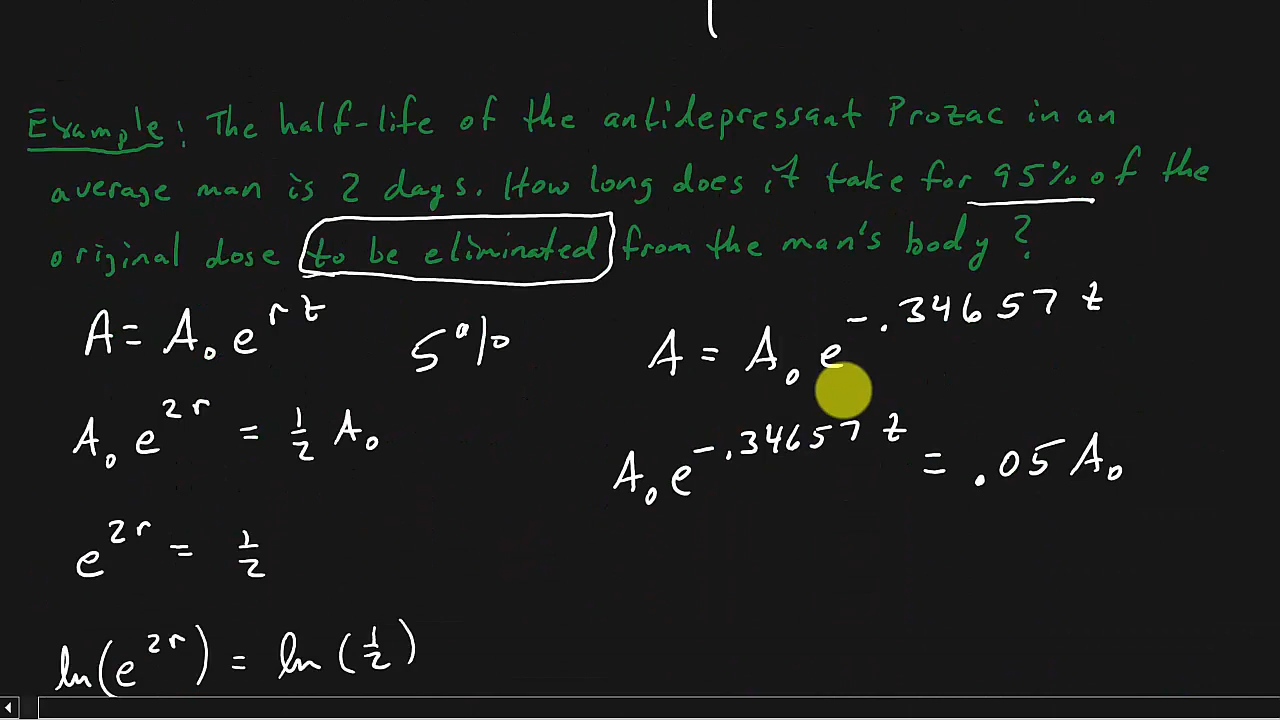 Example: The half-life of the antidepressant Prozac in an
average man is 2 days. How long does it take for 95% of the
original dose to be eliminated from the man's body?
A = A₀e^(rt)
5%
A₀e^(2r) = ½ A₀
e^(2r) = ½
ln(e^(2r)) = ln(½)
A = A₀e^(-.34657t)
A₀e^(-.34657t) = .05A₀